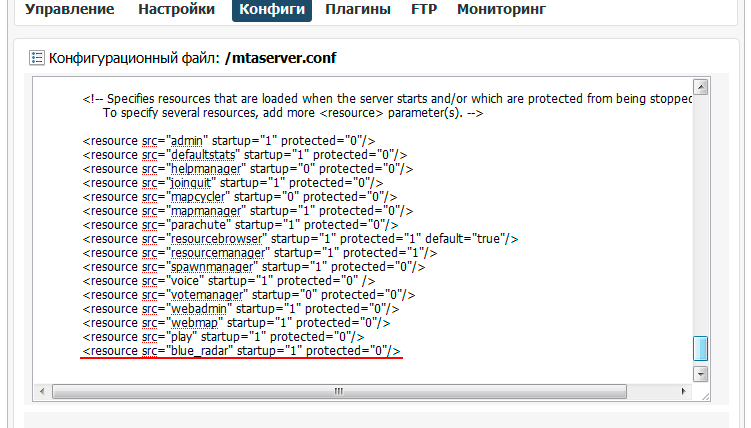 Управление Настройки Конфиги Плагины FTP Мониторинг
Конфигурационный файл: /mtaserver.conf
<!-- Specifies resources that are loaded when the server starts and/or which are protected from being stopped
To specify several resources, add more <resource> parameter(s). -->
<resource src="admin" startup="1" protected="0"/>
<resource src="defaultstats" startup="1" protected="0"/>
<resource src="helpmanager" startup="0" protected="0"/>
<resource src="joinquit" startup="1" protected="0"/>
<resource src="mapcycler" startup="0" protected="0"/>
<resource src="mapmanager" startup="1" protected="0"/>
<resource src="parachute" startup="1" protected="0"/>
<resource src="resourcebrowser" startup="1" protected="1" default="true"/>
<resource src="resourcemanager" startup="1" protected="1"/>
<resource src="spawnmanager" startup="1" protected="0"/>
<resource src="voice" startup="1" protected="0" />
<resource src="votemanager" startup="0" protected="0"/>
<resource src="webadmin" startup="1" protected="0"/>
<resource src="webmap" startup="1" protected="0"/>
<resource src="play" startup="1" protected="0"/>
<resource src="blue_radar" startup="1" protected="0"/>